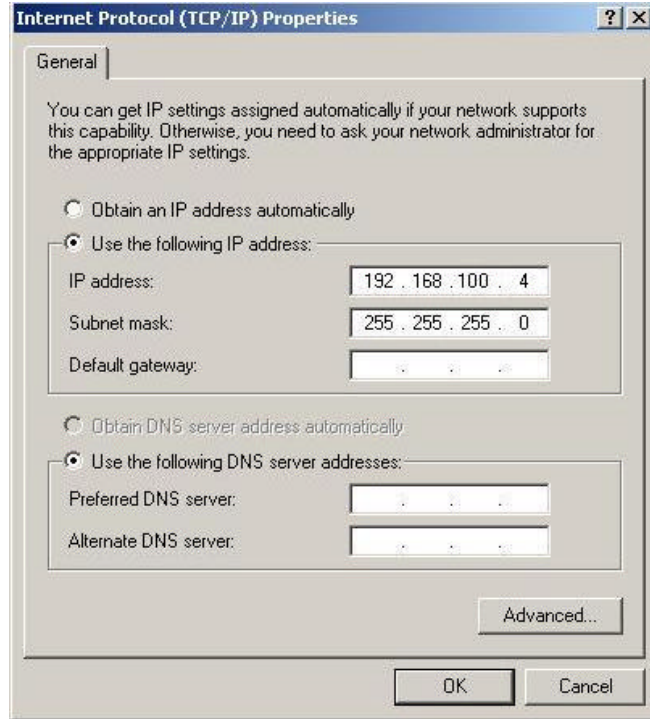 Internet Protocol (TCP/IP) Properties
General
You can get IP settings assigned automatically if your network supports
this capability. Otherwise, you need to ask your network administrator for
the appropriate IP settings.
Obtain an IP address automatically
Use the following IP address:
IP address: 192 . 168 . 100 . 4
Subnet mask: 255 . 255 . 255 . 0
Default gateway: . . .
Obtain DNS server address automatically
Use the following DNS server addresses:
Preferred DNS server: . . .
Alternate DNS server: . . .
Advanced...
OK Cancel